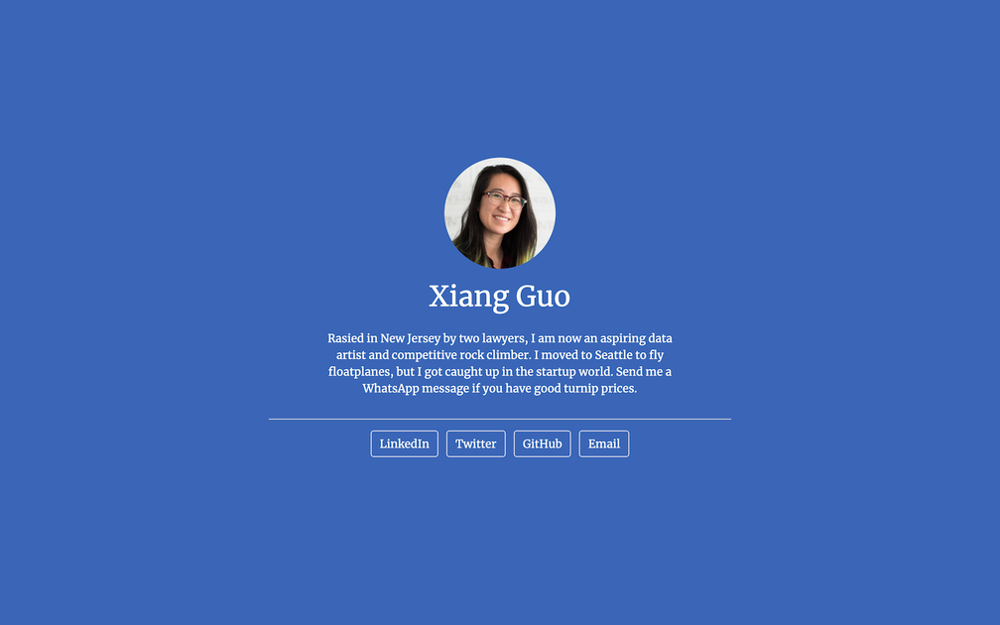 Xiang Guo
Rasied in New Jersey by two lawyers, I am now an aspiring data
artist and competitive rock climber. I moved to Seattle to fly
floatplanes, but I got caught up in the startup world. Send me a
WhatsApp message if you have good turnip prices.
LinkedIn Twitter GitHub Email